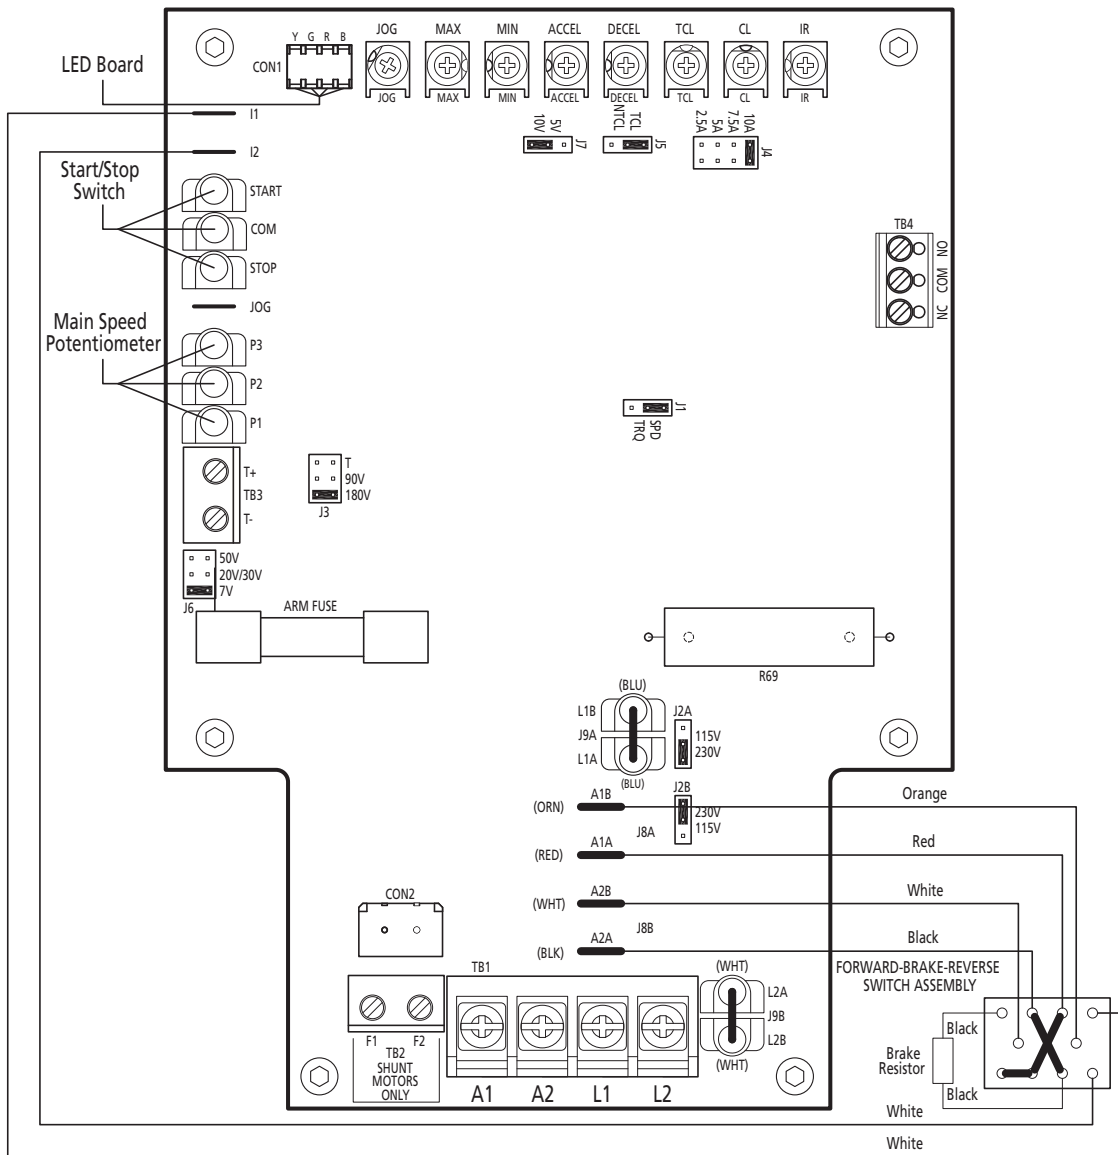 JOG MAX MIN ACCEL DECEL TCL CL IR
Y G R B
LED Board
CON1
JOG MAX MIN ACCEL DECEL TCL CL IR
I1
10V 5V J7
NTCL TCL J5
2.5A 5A 7.5A 10A J4
I2
Start/Stop
Switch
START
COM
STOP
TB4
NO
COM
NC
JOG
Main Speed
Potentiometer
P3
P2
P1
J1
TRQ SPD
T+
TB3
T-
T
90V
180V
J3
50V
20V/30V
7V
J6
ARM FUSE
R69
(BLU)
L1B
J9A
L1A
(BLU)
J2A
115V
230V
J2B
230V
115V
(ORN) A1B Orange
J8A
(RED) A1A Red
(WHT) A2B White
J8B
(BLK) A2A Black
CON2
TB1
(WHT)
L2A
J9B
L2B
(WHT)
FORWARD-BRAKE-REVERSE
SWITCH ASSEMBLY
F1 F2
TB2
SHUNT
MOTORS
ONLY
A1 A2 L1 L2
Black
Brake
Resistor
Black
White
White